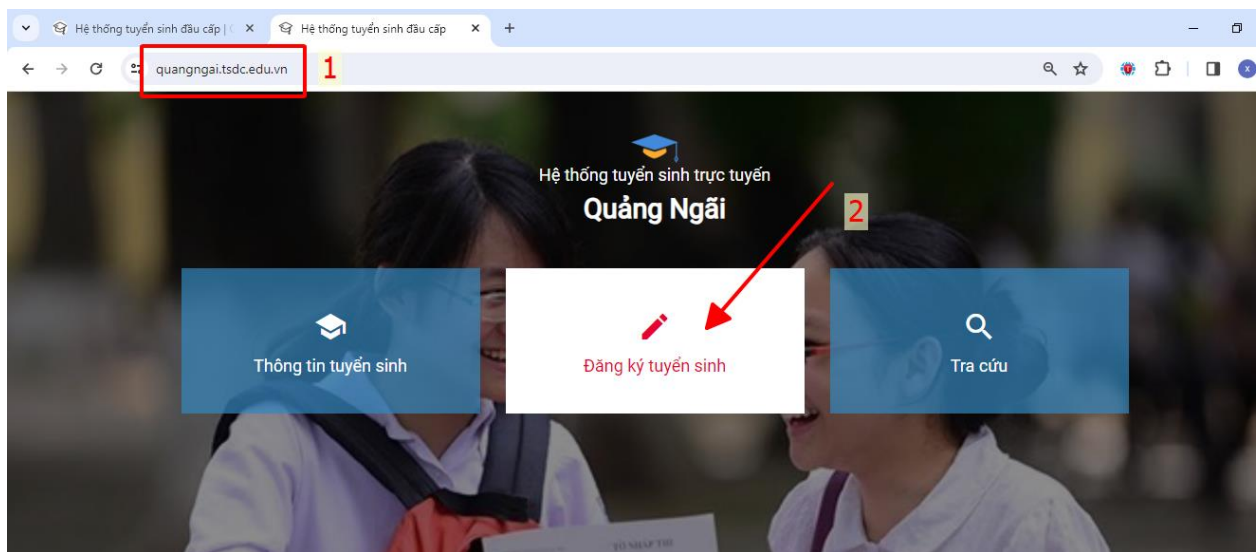 Hệ thống tuyển sinh đầu cấp |
Hệ thống tuyển sinh đầu cấp
quangngai.tsdc.edu.vn
1
Hệ thống tuyển sinh trực tuyến
Quảng Ngãi
2
Thông tin tuyển sinh
Đăng ký tuyển sinh
Tra cứu